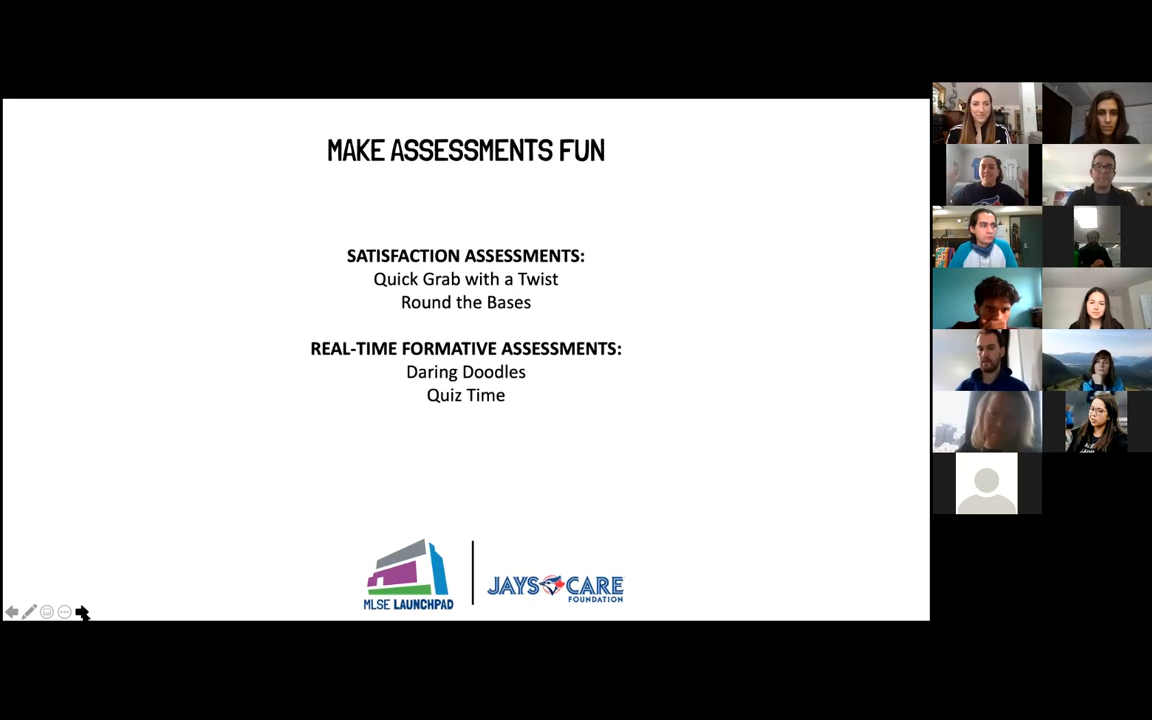 MAKE ASSESSMENTS FUN
SATISFACTION ASSESSMENTS:
Quick Grab with a Twist
Round the Bases
REAL-TIME FORMATIVE ASSESSMENTS:
Daring Doodles
Quiz Time
MLSE LAUNCHPAD
JAYS CARE
FOUNDATION